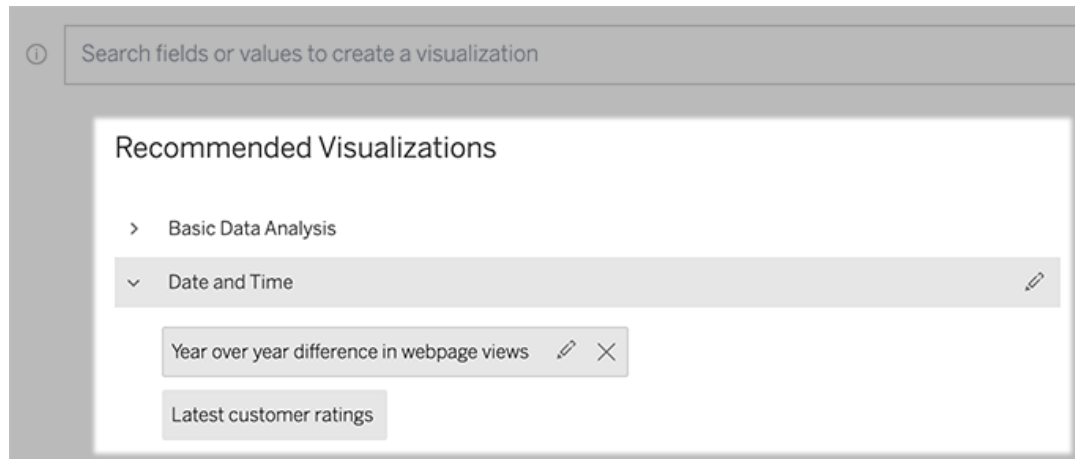 Search fields or values to create a visualization
Recommended Visualizations
Basic Data Analysis
Date and Time
Year over year difference in webpage views
Latest customer ratings